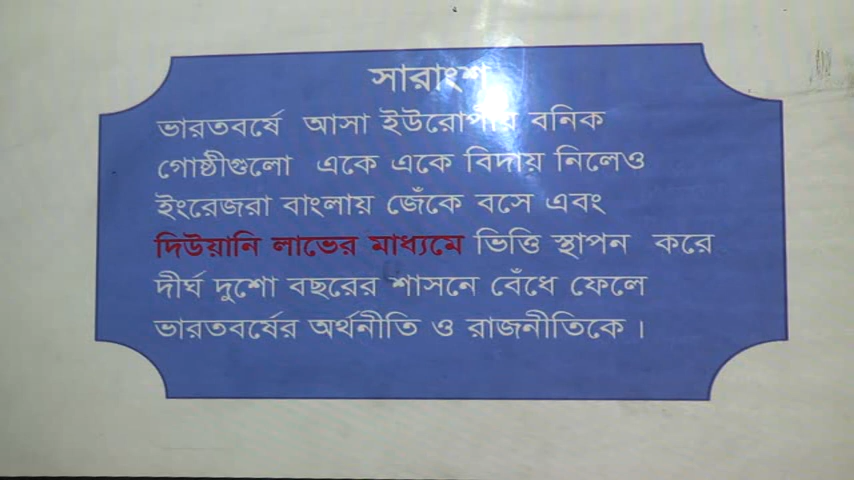 সারাংশ
ভারতবর্ষে আসা ইউরোপীয় বনিক
গোষ্ঠীগুলো একে একে বিদায় নিলেও
ইংরেজরা বাংলায় জেঁকে বসে এবং
দিউয়ানি লাভের মাধ্যমে ভিত্তি স্থাপন করে
দীর্ঘ দুশো বছরের শাসনে বেঁধে ফেলে
ভারতবর্ষের অর্থনীতি ও রাজনীতিকে।